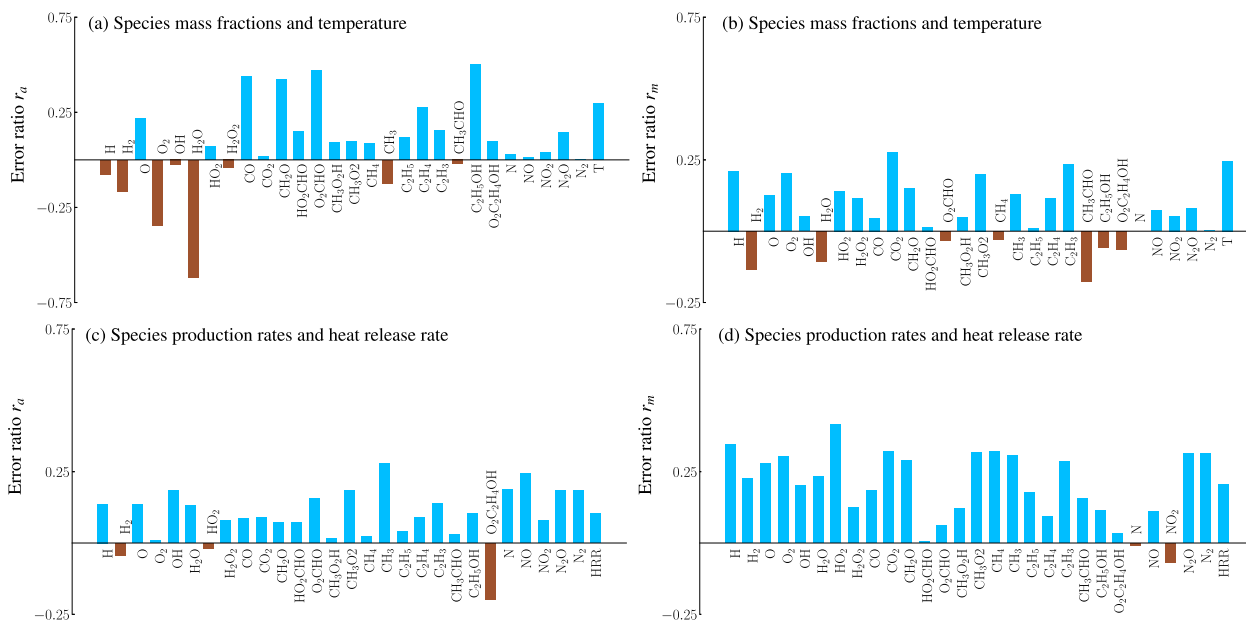 (a) Species mass fractions and temperature
Error ratio rₐ
0.75
0.25
−0.25
−0.75
H
H₂
O
O₂
OH
H₂O
HO₂
H₂O₂
CO
CO₂
CH₂O
HO₂CHO
O₂CHO
CH₃O₂H
CH₃O2
CH₄
CH₃
C₂H₅
C₂H₄
C₂H₃
CH₃CHO
C₂H₅OH
O₂C₂H₄OH
N
NO
NO₂
N₂O
N₂
T
(b) Species mass fractions and temperature
Error ratio rₘ
0.75
0.25
−0.25
H
H₂
O
O₂
OH
H₂O
HO₂
H₂O₂
CO
CO₂
CH₂O
HO₂CHO
O₂CHO
CH₃O₂H
CH₃O2
CH₄
CH₃
C₂H₅
C₂H₄
C₂H₃
CH₃CHO
C₂H₅OH
O₂C₂H₄OH
N
NO
NO₂
N₂O
N₂
T
(c) Species production rates and heat release rate
Error ratio rₐ
0.75
0.25
−0.25
H
H₂
O
O₂
OH
H₂O
HO₂
H₂O₂
CO
CO₂
CH₂O
HO₂CHO
O₂CHO
CH₃O₂H
CH₃O2
CH₄
CH₃
C₂H₅
C₂H₄
C₂H₃
CH₃CHO
C₂H₅OH
O₂C₂H₄OH
N
NO
NO₂
N₂O
N₂
HRR
(d) Species production rates and heat release rate
Error ratio rₘ
0.75
0.25
−0.25
H
H₂
O
O₂
OH
H₂O
HO₂
H₂O₂
CO
CO₂
CH₂O
HO₂CHO
O₂CHO
CH₃O₂H
CH₃O2
CH₄
CH₃
C₂H₅
C₂H₄
C₂H₃
CH₃CHO
C₂H₅OH
O₂C₂H₄OH
N
NO
NO₂
N₂O
N₂
HRR